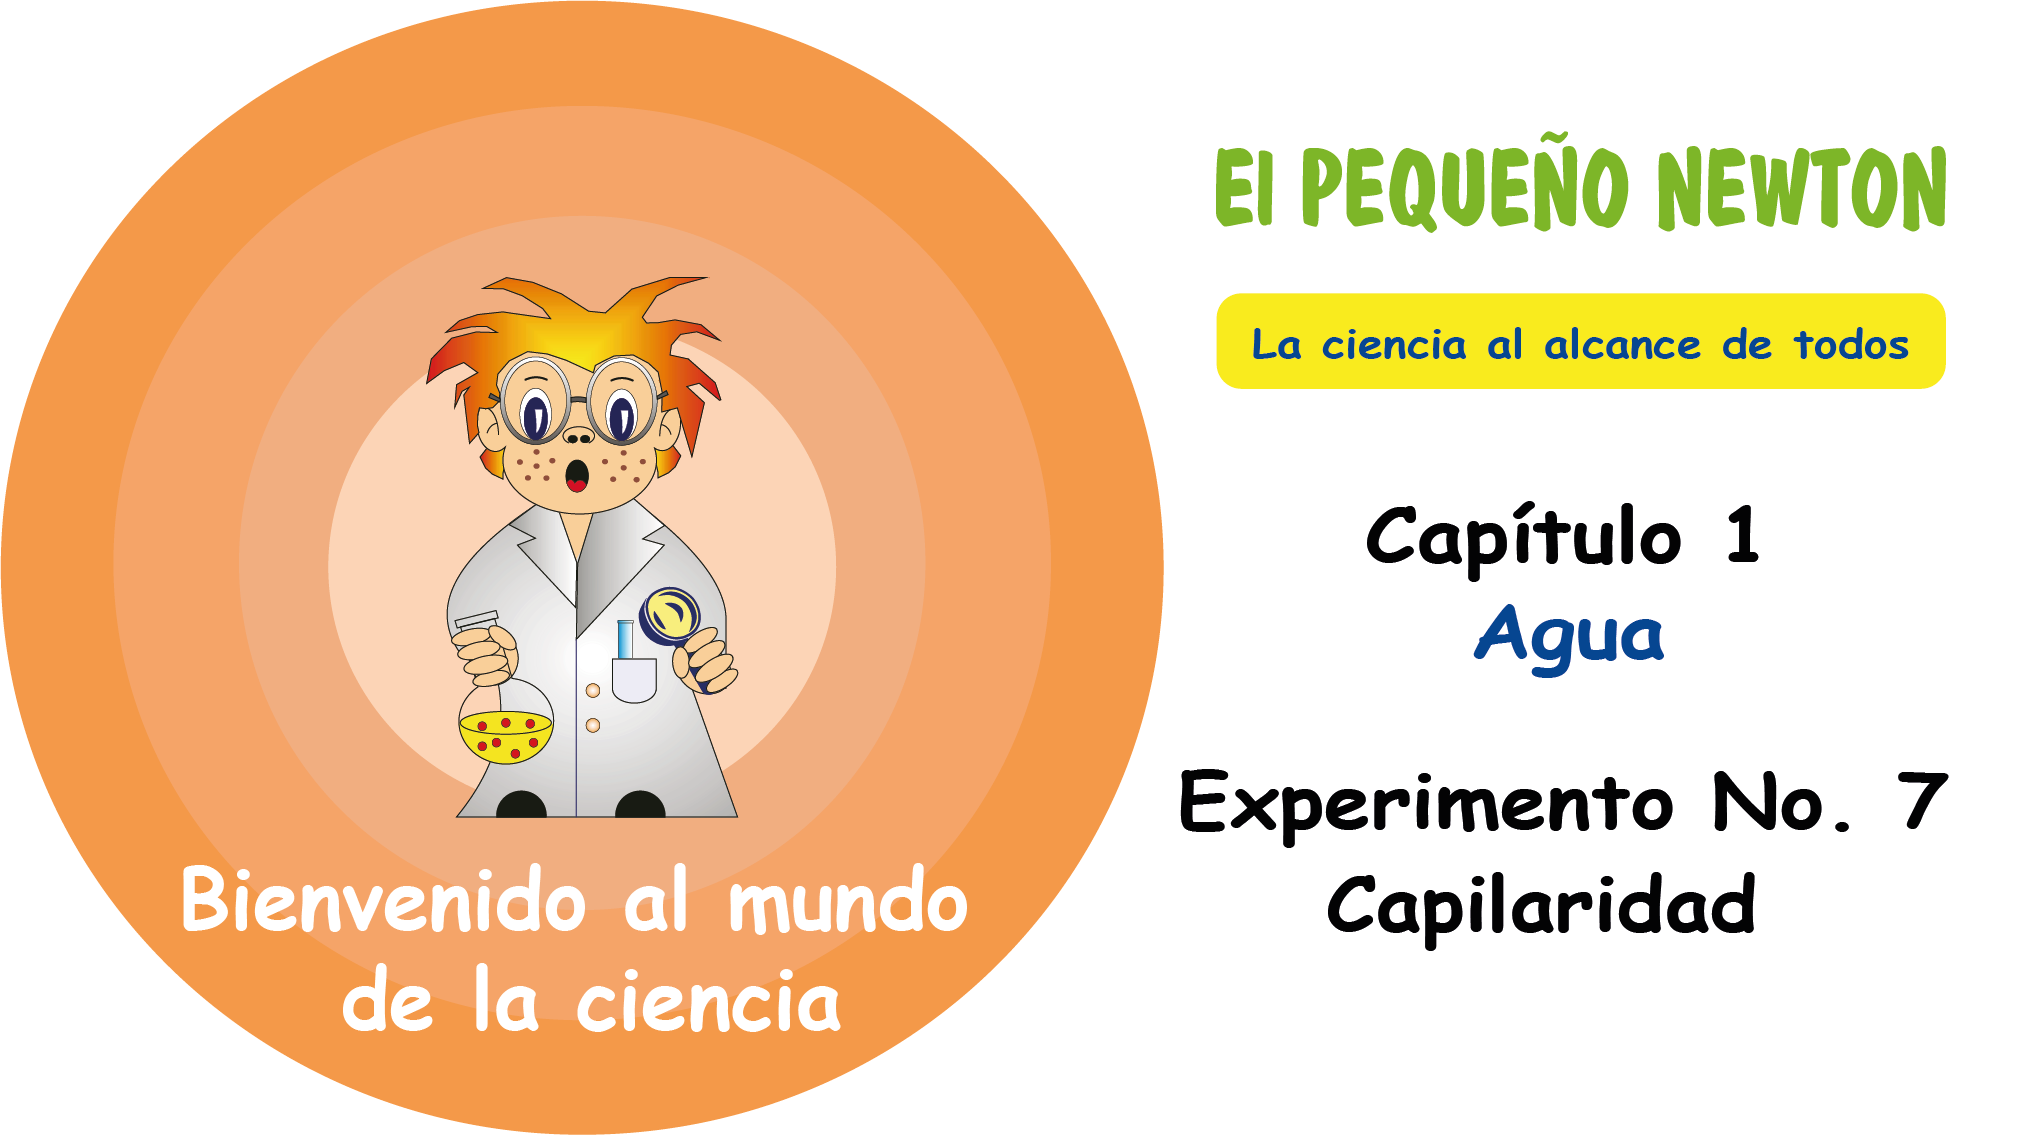 Bienvenido al mundo
de la ciencia
El PEQUEÑO NEWTON
La ciencia al alcance de todos
Capítulo 1
Agua
Experimento No. 7
Capilaridad